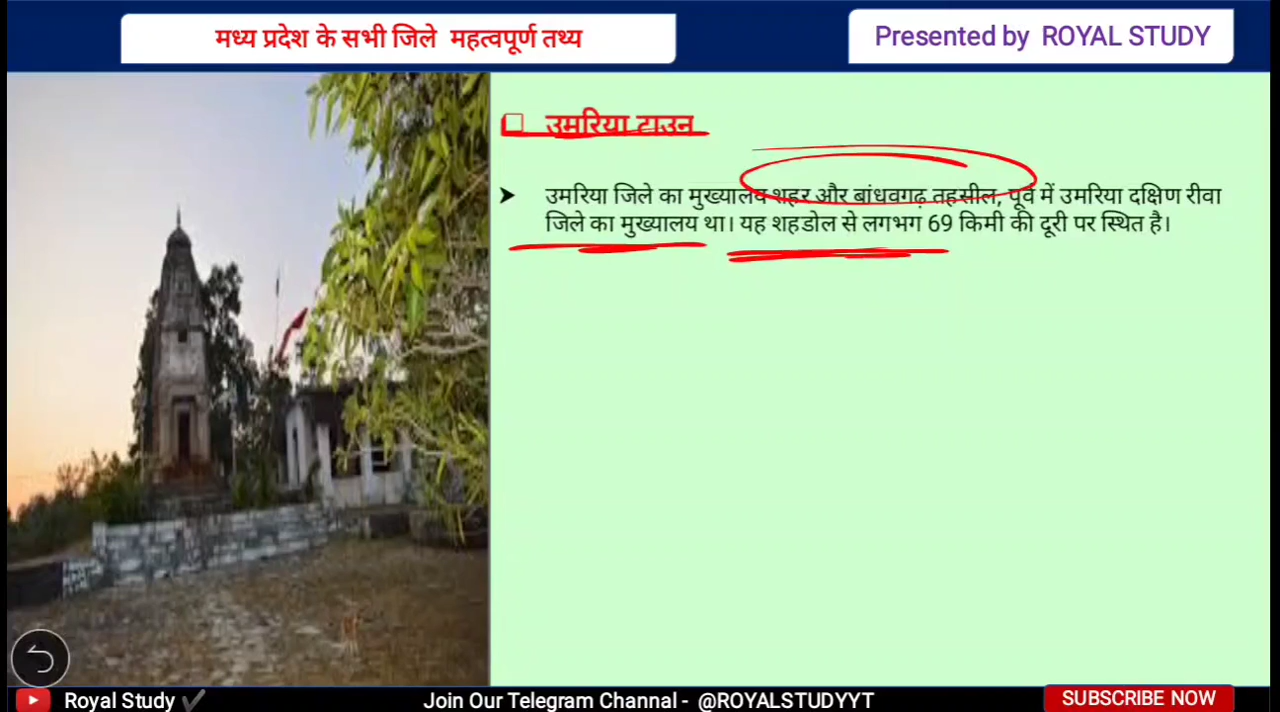 मध्य प्रदेश के सभी जिले महत्वपूर्ण तथ्य
Presented by ROYAL STUDY
उमरिया टाउन
उमरिया जिले का मुख्यालय शहर और बांधवगढ़ तहसील, पूर्व में उमरिया दक्षिण रीवा
जिले का मुख्यालय था। यह शहडोल से लगभग 69 किमी की दूरी पर स्थित है।
Royal Study
Join Our Telegram Channal - @ROYALSTUDYYT
SUBSCRIBE NOW